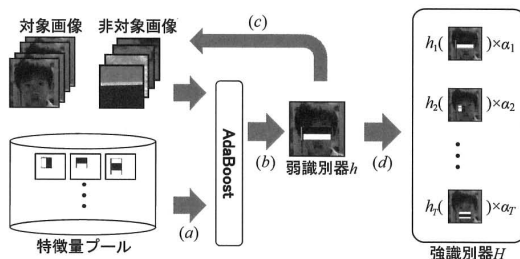 対象画像 非対象画像
(c)
AdaBoost
(b)
弱識別器h
(d)
特徴量プール
(a)
h1( )×α1
h2( )×α2
hT( )×αT
強識別器H